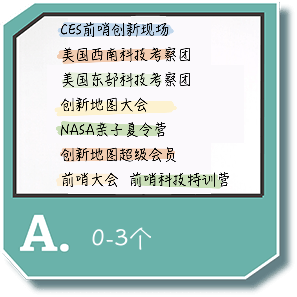 CES前哨创新现场
美国西南科技考察团
美国东部科技考察团
创新地图大会
NASA亲子夏令营
创新地图超级会员
前哨大会 前哨科技特训营
A. 0-3个